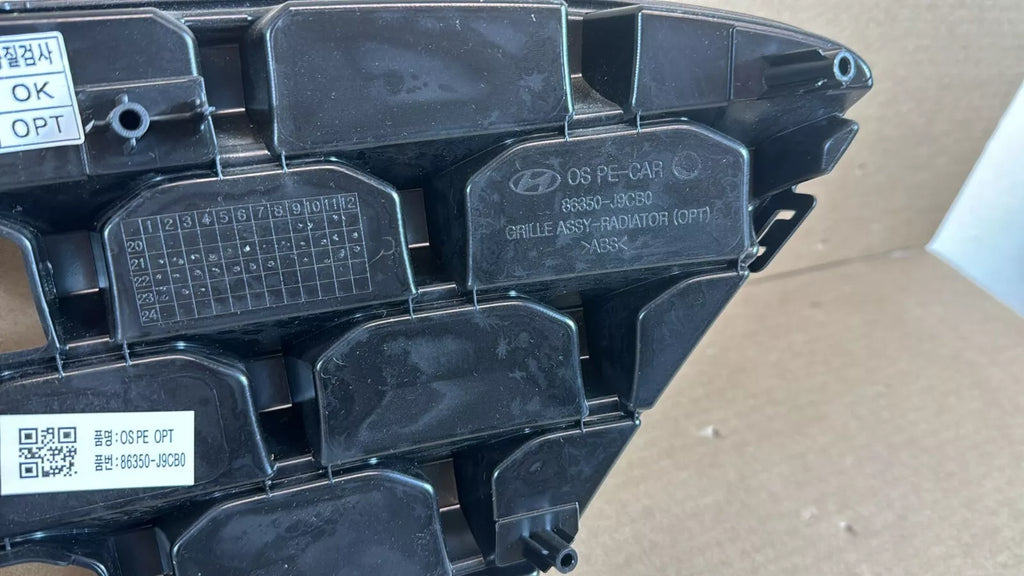 질검사
OK
OPT
1 2 3 4 5 6 7 8 9 10 11 12
20
21
22
23
24
OS PE-CAR
86350-J9CB0
GRILLE ASSY-RADIATOR (OPT)
>ABS<
품명:OS PE OPT
품번:86350-J9CB0